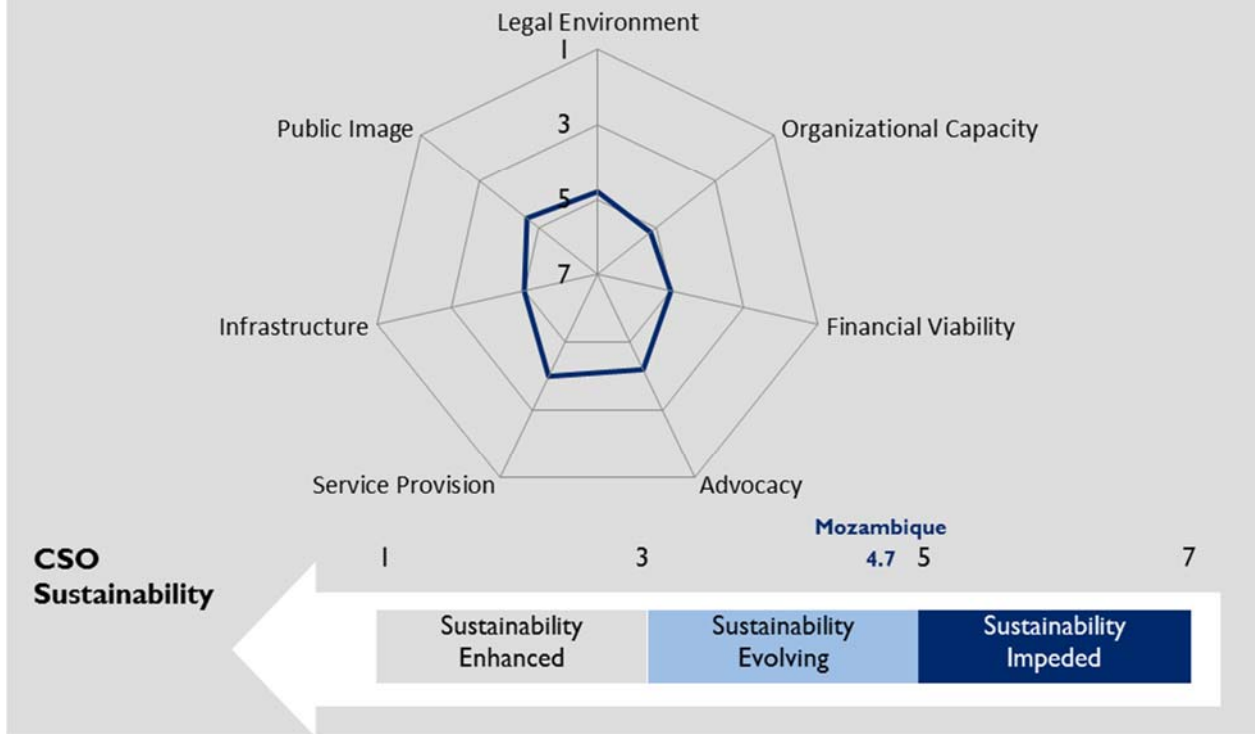 Legal Environment
1
Public Image
3
Organizational Capacity
5
7
Infrastructure
Financial Viability
Service Provision
Advocacy
CSO
Sustainability
Mozambique
1 3 4.7 5 7
Sustainability
Enhanced
Sustainability
Evolving
Sustainability
Impeded